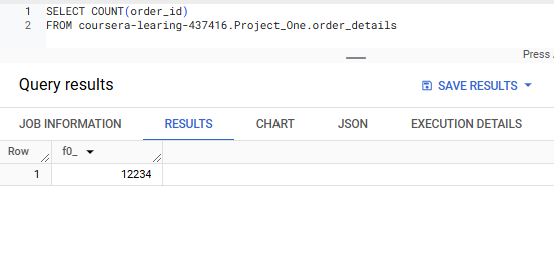 1 SELECT COUNT(order_id)
2 FROM coursera-learing-437416.Project_One.order_details
Press
Query results
SAVE RESULTS
JOB INFORMATION RESULTS CHART JSON EXECUTION DETAILS
Row f0_
1 12234